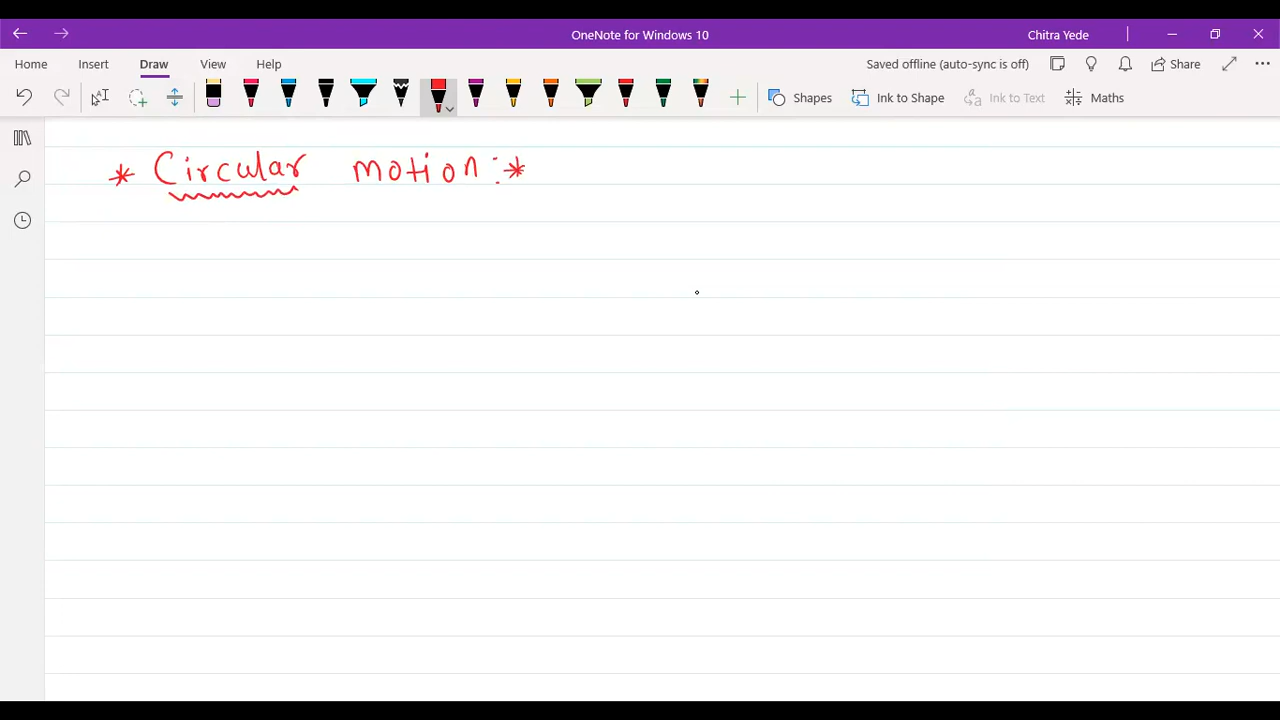 OneNote for Windows 10
Chitra Yede
Home Insert Draw View Help
Saved offline (auto-sync is off)
Share
Shapes
Ink to Shape
Ink to Text
Maths
* Circular motion:*